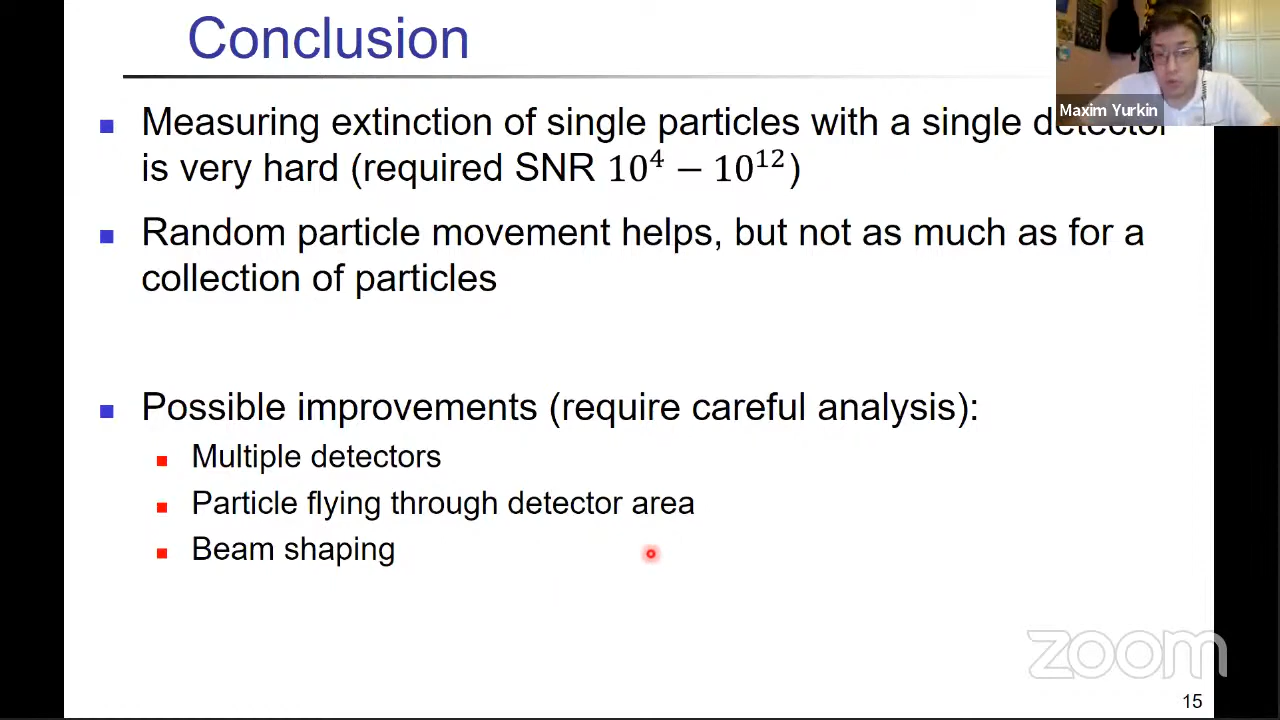 Conclusion
Maxim Yurkin
Measuring extinction of single particles with a single detector
is very hard (required SNR 10⁴ − 10¹²)
Random particle movement helps, but not as much as for a
collection of particles
Possible improvements (require careful analysis):
Multiple detectors
Particle flying through detector area
Beam shaping
zoom
15